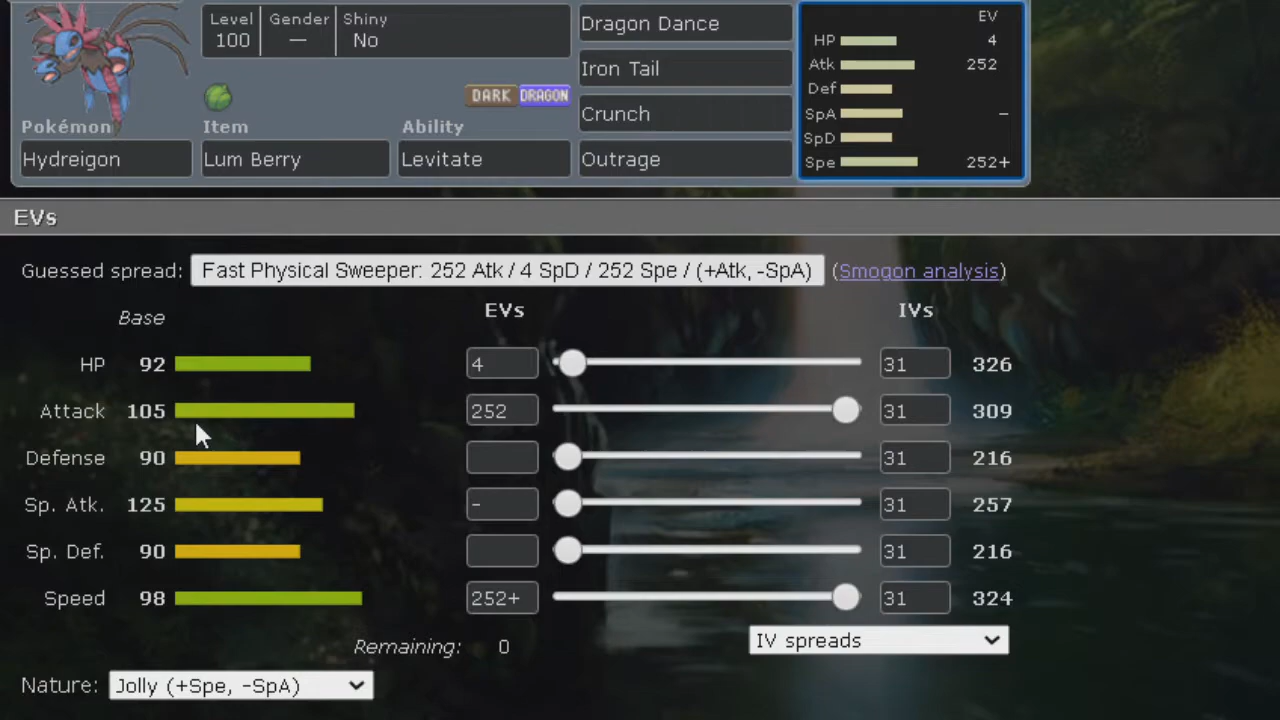 Level Gender Shiny
100 — No
DARK DRAGON
Pokémon Item Ability
Hydreigon Lum Berry Levitate
Dragon Dance
Iron Tail
Crunch
Outrage
EV
HP 4
Atk 252
Def
SpA –
SpD
Spe 252+
EVs
Guessed spread: Fast Physical Sweeper: 252 Atk / 4 SpD / 252 Spe / (+Atk, -SpA) (Smogon analysis)
Base EVs IVs
HP 92 4 31 326
Attack 105 252 31 309
Defense 90 31 216
Sp. Atk. 125 - 31 257
Sp. Def. 90 31 216
Speed 98 252+ 31 324
Remaining: 0 IV spreads
Nature: Jolly (+Spe, -SpA)